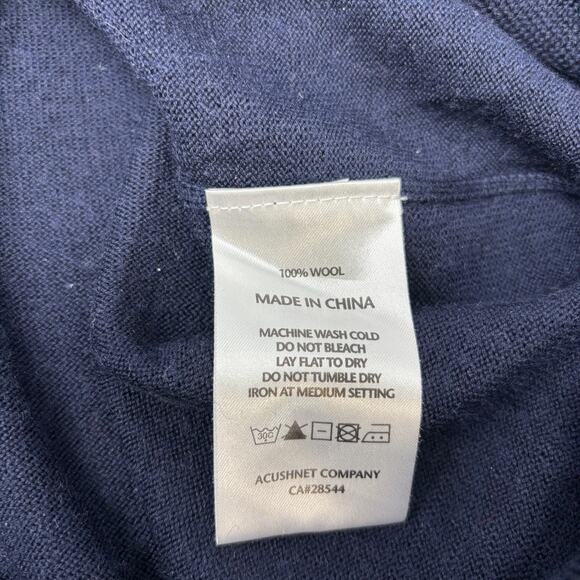 100% WOOL
MADE IN CHINA
MACHINE WASH COLD
DO NOT BLEACH
LAY FLAT TO DRY
DO NOT TUMBLE DRY
IRON AT MEDIUM SETTING
30C
ACUSHNET COMPANY
CA#28544